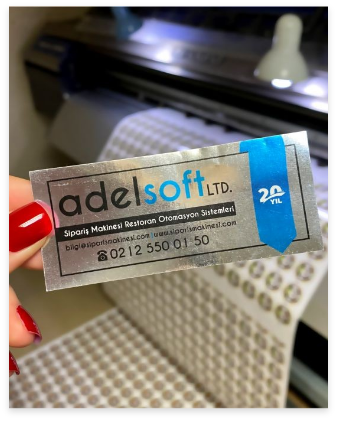 adelsoft LTD.
Sipariş Makinesi Restoran Otomasyon Sistemleri
bilgi@siparismakinesi.com www.siparismakinesi.com
0212 550 01 50
20
YIL